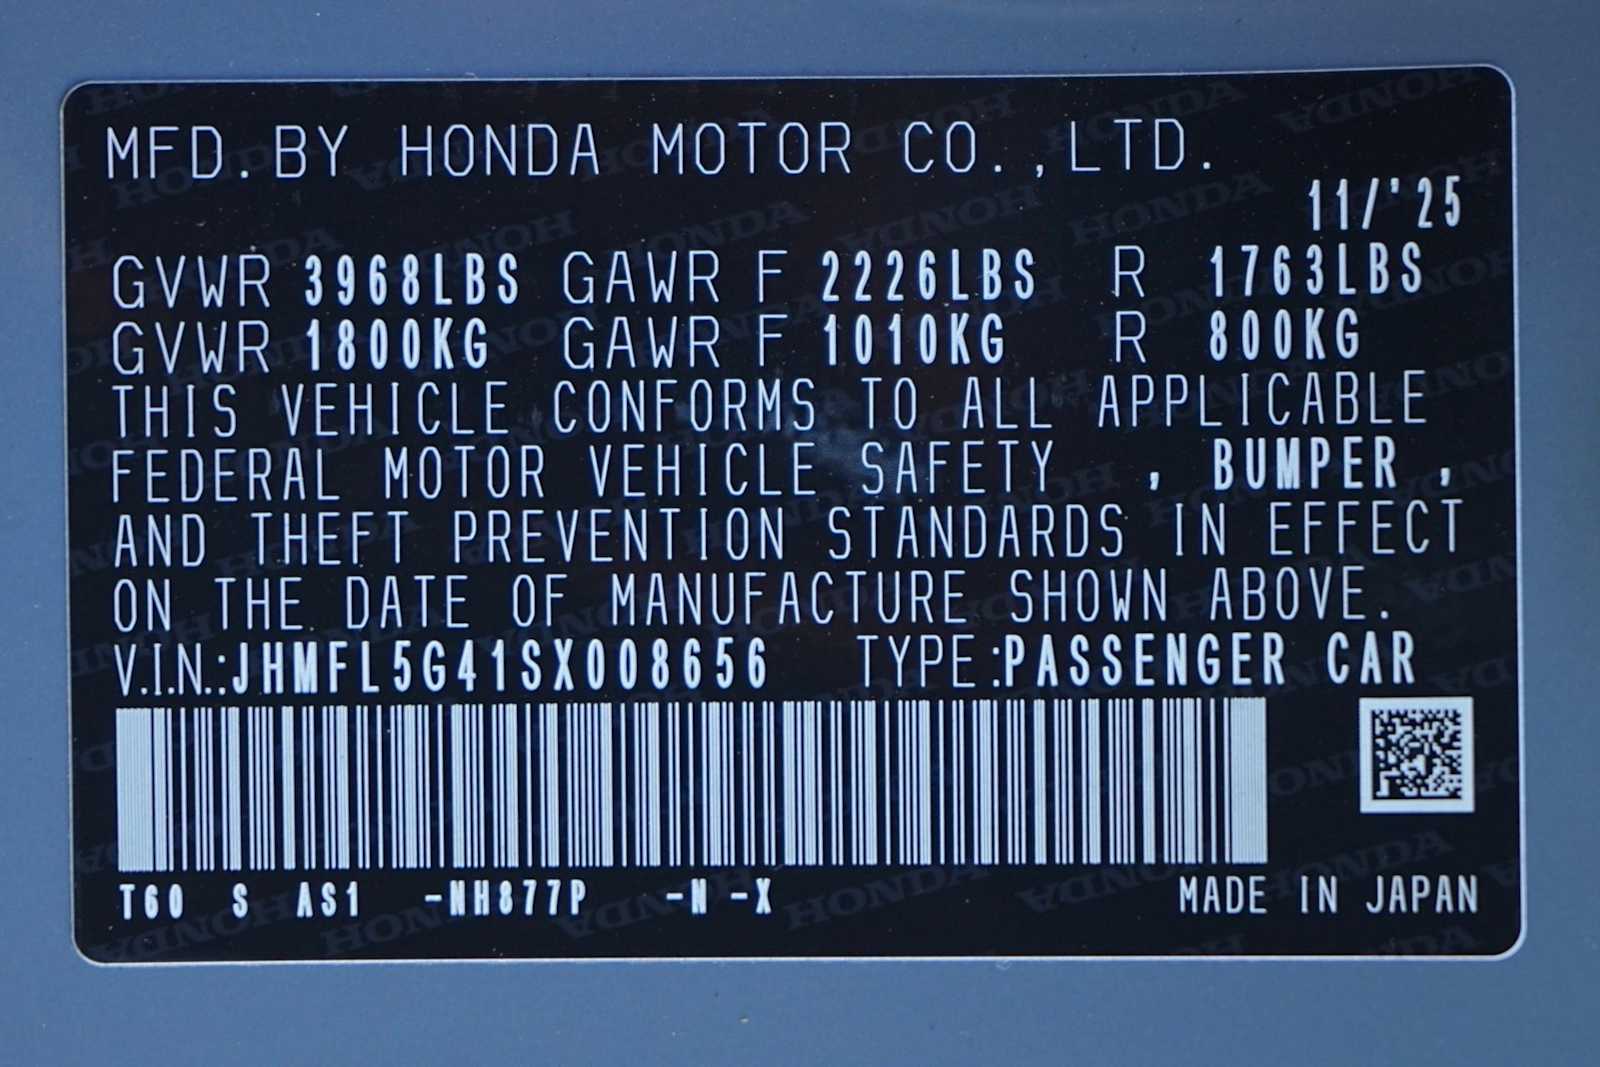 MFD.BY HONDA MOTOR CO.,LTD.
11/'25
GVWR 3968LBS GAWR F 2226LBS R 1763LBS
GVWR 1800KG GAWR F 1010KG R 800KG
THIS VEHICLE CONFORMS TO ALL APPLICABLE
FEDERAL MOTOR VEHICLE SAFETY , BUMPER ,
AND THEFT PREVENTION STANDARDS IN EFFECT
ON THE DATE OF MANUFACTURE SHOWN ABOVE.
V.I.N.:JHMFL5G41SX008656 TYPE:PASSENGER CAR
T60 S AS1 -NH877P -N -X MADE IN JAPAN